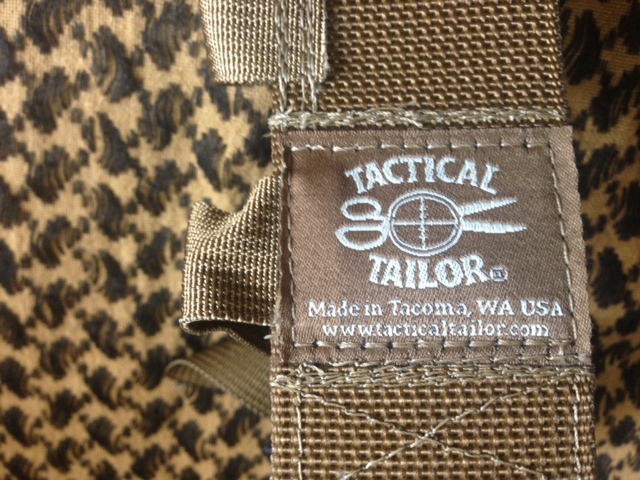 TACTICAL
TAILOR®
Made in Tacoma, WA USA
www.tacticaltailor.com